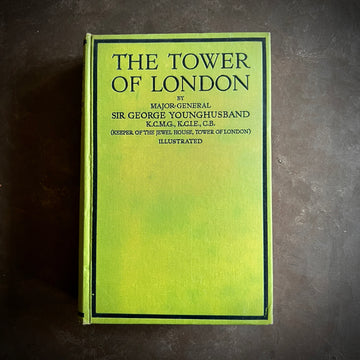 THE TOWER
OF LONDON
BY
MAJOR-GENERAL
SIR GEORGE YOUNGHUSBAND
K.C.M.G., K.C.I.E., C.B.
(KEEPER OF THE JEWEL HOUSE, TOWER OF LONDON)
ILLUSTRATED